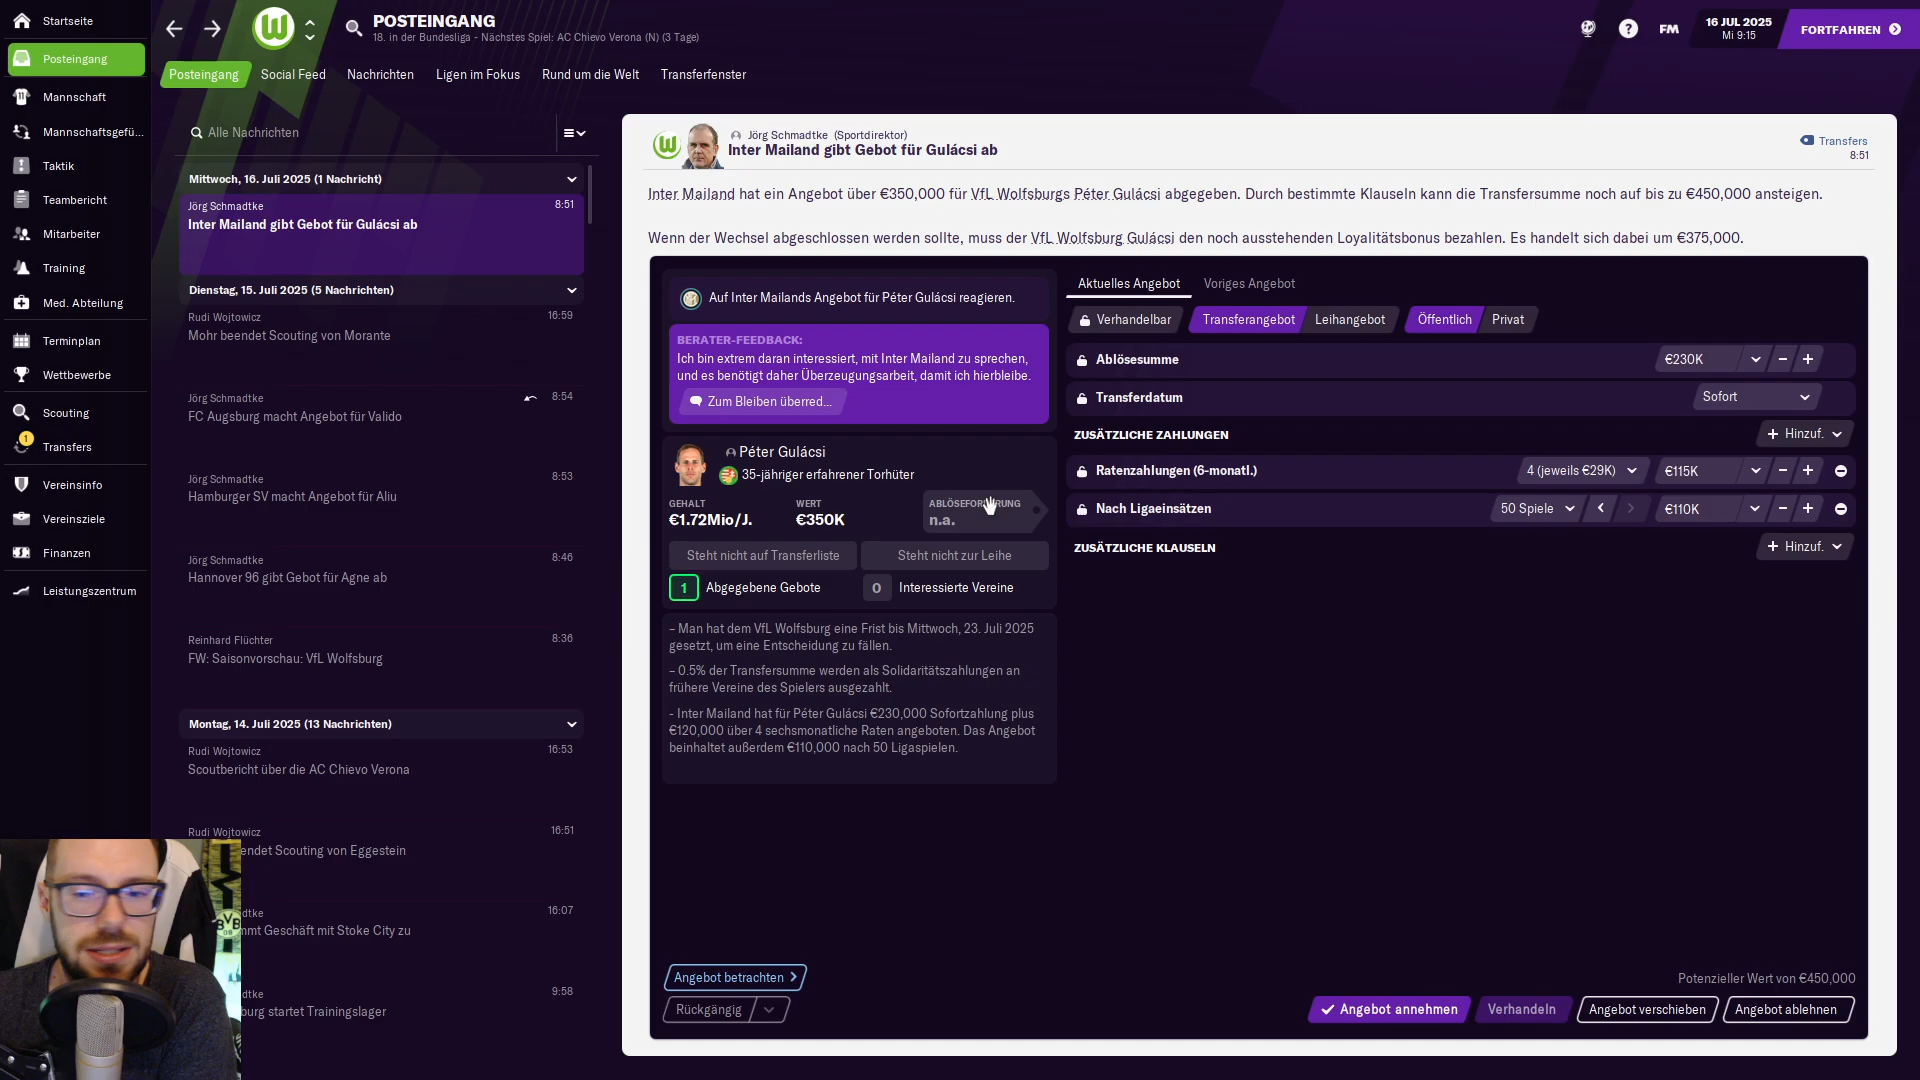 Startseite
Posteingang
Mannschaft
Mannschaftsgefü...
Taktik
Teambericht
Mitarbeiter
Training
Med. Abteilung
Terminplan
Wettbewerbe
Scouting
1
Transfers
Vereinsinfo
Vereinsziele
Finanzen
Leistungszentrum
POSTEINGANG
18. in der Bundesliga - Nächstes Spiel: AC Chievo Verona (N) (3 Tage)
FM
16 JUL 2025
Mi 9:15
FORTFAHREN
Posteingang
Social Feed
Nachrichten
Ligen im Fokus
Rund um die Welt
Transferfenster
Alle Nachrichten
Mittwoch, 16. Juli 2025 (1 Nachricht)
Jörg Schmadtke 8:51
Inter Mailand gibt Gebot für Gulácsi ab
Dienstag, 15. Juli 2025 (5 Nachrichten)
Rudi Wojtowicz 16:59
Mohr beendet Scouting von Morante
Jörg Schmadtke 8:54
FC Augsburg macht Angebot für Valido
Jörg Schmadtke 8:53
Hamburger SV macht Angebot für Aliu
Jörg Schmadtke 8:46
Hannover 96 gibt Gebot für Agne ab
Reinhard Flüchter 8:36
FW: Saisonvorschau: VfL Wolfsburg
Montag, 14. Juli 2025 (13 Nachrichten)
Rudi Wojtowicz 16:53
Scoutbericht über die AC Chievo Verona
Rudi Wojtowicz 16:51
endet Scouting von Eggestein
dtke 16:07
mmt Geschäft mit Stoke City zu
dtke 9:58
burg startet Trainingslager
BVB
09
Jörg Schmadtke (Sportdirektor)
Inter Mailand gibt Gebot für Gulácsi ab
Transfers
8:51
Inter Mailand hat ein Angebot über €350,000 für VfL Wolfsburgs Péter Gulácsi abgegeben. Durch bestimmte Klauseln kann die Transfersumme noch auf bis zu €450,000 ansteigen.
Wenn der Wechsel abgeschlossen werden sollte, muss der VfL Wolfsburg Gulácsi den noch ausstehenden Loyalitätsbonus bezahlen. Es handelt sich dabei um €375,000.
Auf Inter Mailands Angebot für Péter Gulácsi reagieren.
BERATER-FEEDBACK:
Ich bin extrem daran interessiert, mit Inter Mailand zu sprechen,
und es benötigt daher Überzeugungsarbeit, damit ich hierbleibe.
Zum Bleiben überred...
Péter Gulácsi
35-jähriger erfahrener Torhüter
GEHALT
€1.72Mio/J.
WERT
€350K
n.a.
Steht nicht auf Transferliste
Steht nicht zur Leihe
1 Abgegebene Gebote
0 Interessierte Vereine
– Man hat dem VfL Wolfsburg eine Frist bis Mittwoch, 23. Juli 2025
gesetzt, um eine Entscheidung zu fällen.
– 0.5% der Transfersumme werden als Solidaritätszahlungen an
frühere Vereine des Spielers ausgezahlt.
- Inter Mailand hat für Péter Gulácsi €230,000 Sofortzahlung plus
€120,000 über 4 sechsmonatliche Raten angeboten. Das Angebot
beinhaltet außerdem €110,000 nach 50 Ligaspielen.
Aktuelles Angebot
Voriges Angebot
Verhandelbar
Transferangebot
Leihangebot
Öffentlich
Privat
Ablösesumme €230K
Transferdatum Sofort
ZUSÄTZLICHE ZAHLUNGEN
Hinzuf.
Ratenzahlungen (6-monatl.) 4 (jeweils €29K) €115K
Nach Ligaeinsätzen 50 Spiele €110K
ZUSÄTZLICHE KLAUSELN
Hinzuf.
Angebot betrachten
Rückgängig
Potenzieller Wert von €450,000
Angebot annehmen
Verhandeln
Angebot verschieben
Angebot ablehnen